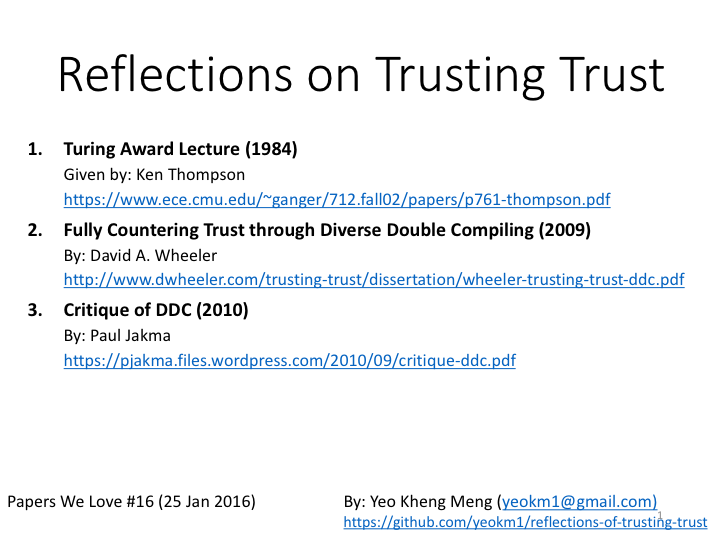 Reflections on Trusting Trust
1. Turing Award Lecture (1984)
Given by: Ken Thompson
https://www.ece.cmu.edu/~ganger/712.fall02/papers/p761-thompson.pdf
2. Fully Countering Trust through Diverse Double Compiling (2009)
By: David A. Wheeler
http://www.dwheeler.com/trusting-trust/dissertation/wheeler-trusting-trust-ddc.pdf
3. Critique of DDC (2010)
By: Paul Jakma
https://pjakma.files.wordpress.com/2010/09/critique-ddc.pdf
Papers We Love #16 (25 Jan 2016)
By: Yeo Kheng Meng (yeokm1@gmail.com)
1
https://github.com/yeokm1/reflections-of-trusting-trust